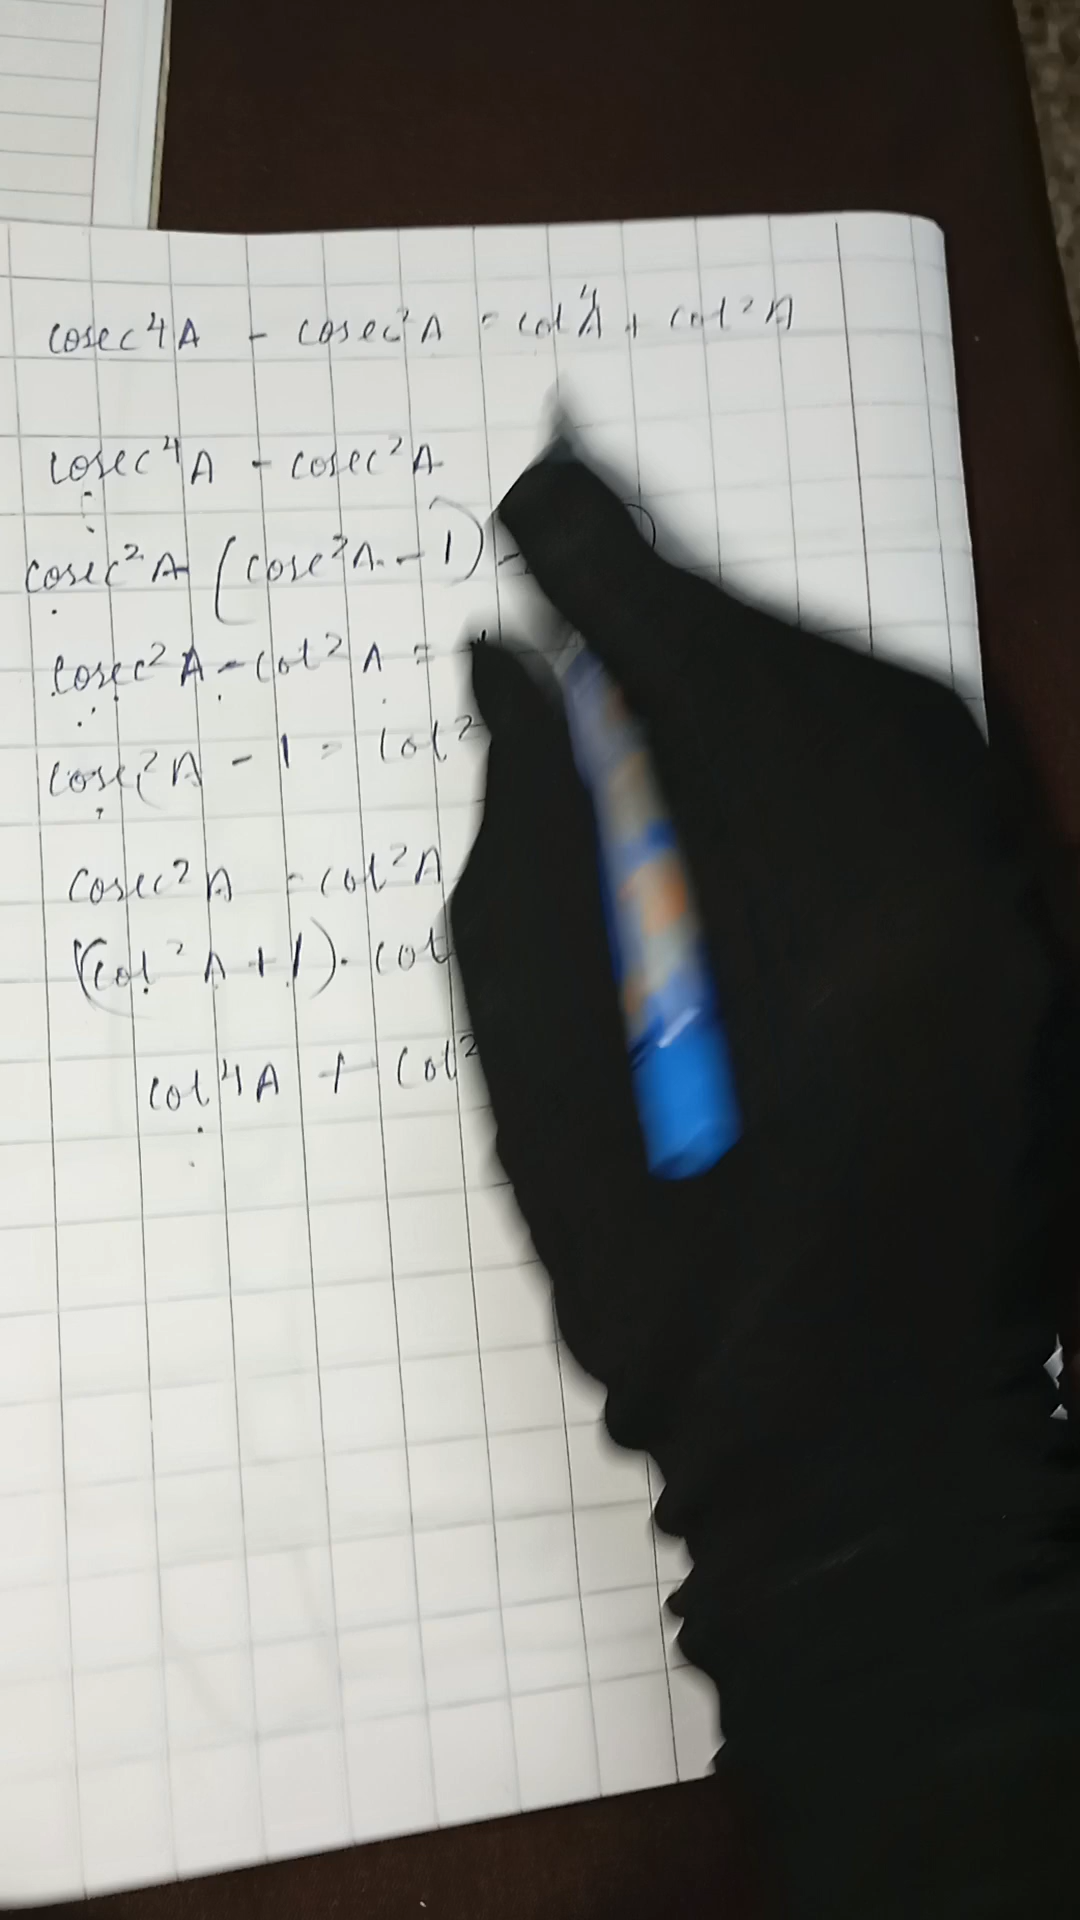 cosec⁴A - cosec²A = cot⁴A + cot²A
cosec⁴A - cosec²A
cosec²A (cosec²A - 1) -
cosec²A - cot²A =
cosec²A - 1 = cot²
cosec²A · cot²A
(cot²A + 1) · cot
cot⁴A + cot²